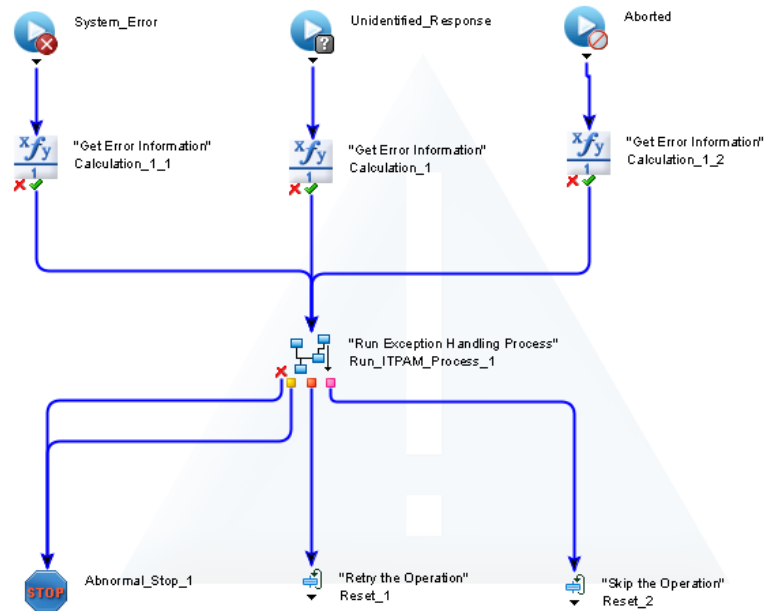 System_Error
Unidentified_Response
Aborted
"Get Error Information"
Calculation_1_1
"Get Error Information"
Calculation_1
"Get Error Information"
Calculation_1_2
"Run Exception Handling Process"
Run_ITPAM_Process_1
STOP
Abnormal_Stop_1
"Retry the Operation"
Reset_1
"Skip the Operation"
Reset_2